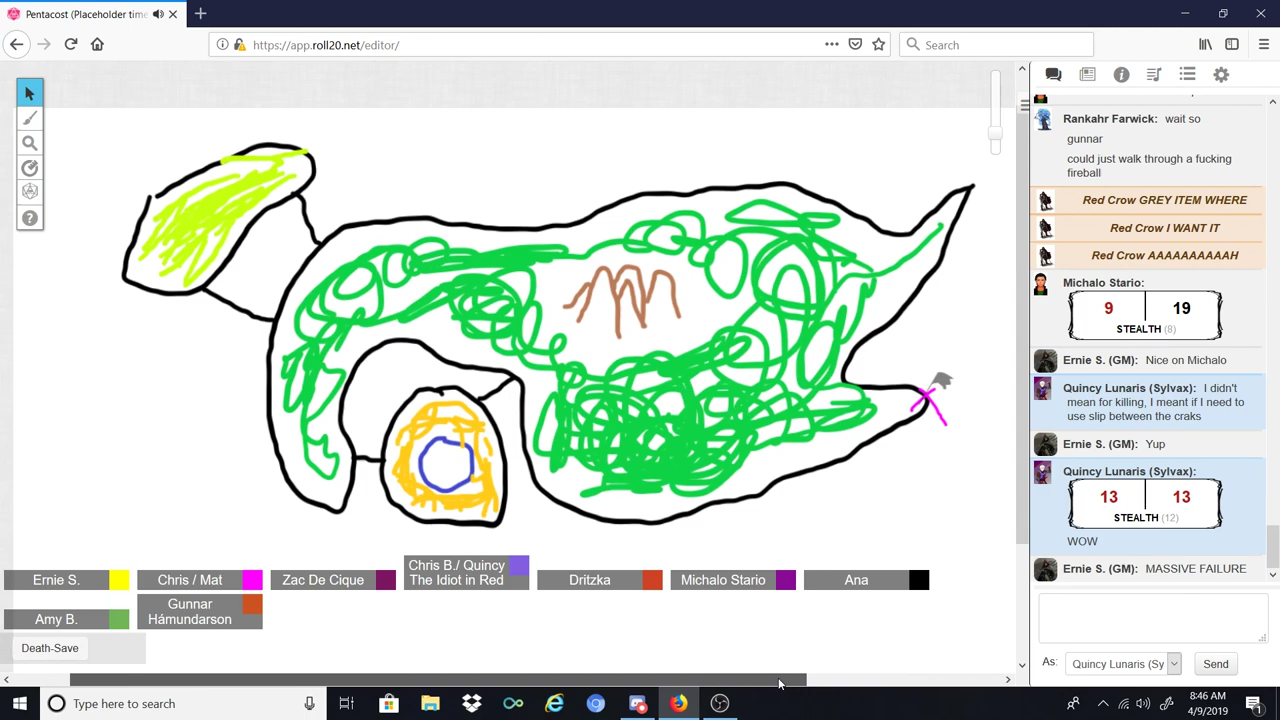 Pentacost (Placeholder time
https://app.roll20.net/editor/
Search
Rankahr Farwick: wait so
gunnar
could just walk through a fucking
fireball
Red Crow GREY ITEM WHERE
Red Crow I WANT IT
Red Crow AAAAAAAAAAH
Michalo Stario:
9 19
STEALTH (8)
Ernie S. (GM): Nice on Michalo
Quincy Lunaris (Sylvax): I didn't
mean for killing, I meant if I need to
use slip between the craks
Ernie S. (GM): Yup
Quincy Lunaris (Sylvax):
13 13
STEALTH (12)
WOW
Ernie S. (GM): MASSIVE FAILURE
Ernie S.
Chris / Mat
Zac De Cique
Chris B./ Quincy
The Idiot in Red
Dritzka
Michalo Stario
Ana
Amy B.
Gunnar
Hámundarson
Death-Save
As: Quincy Lunaris (Sy
Send
Type here to search
8:46 AM
4/9/2019
1